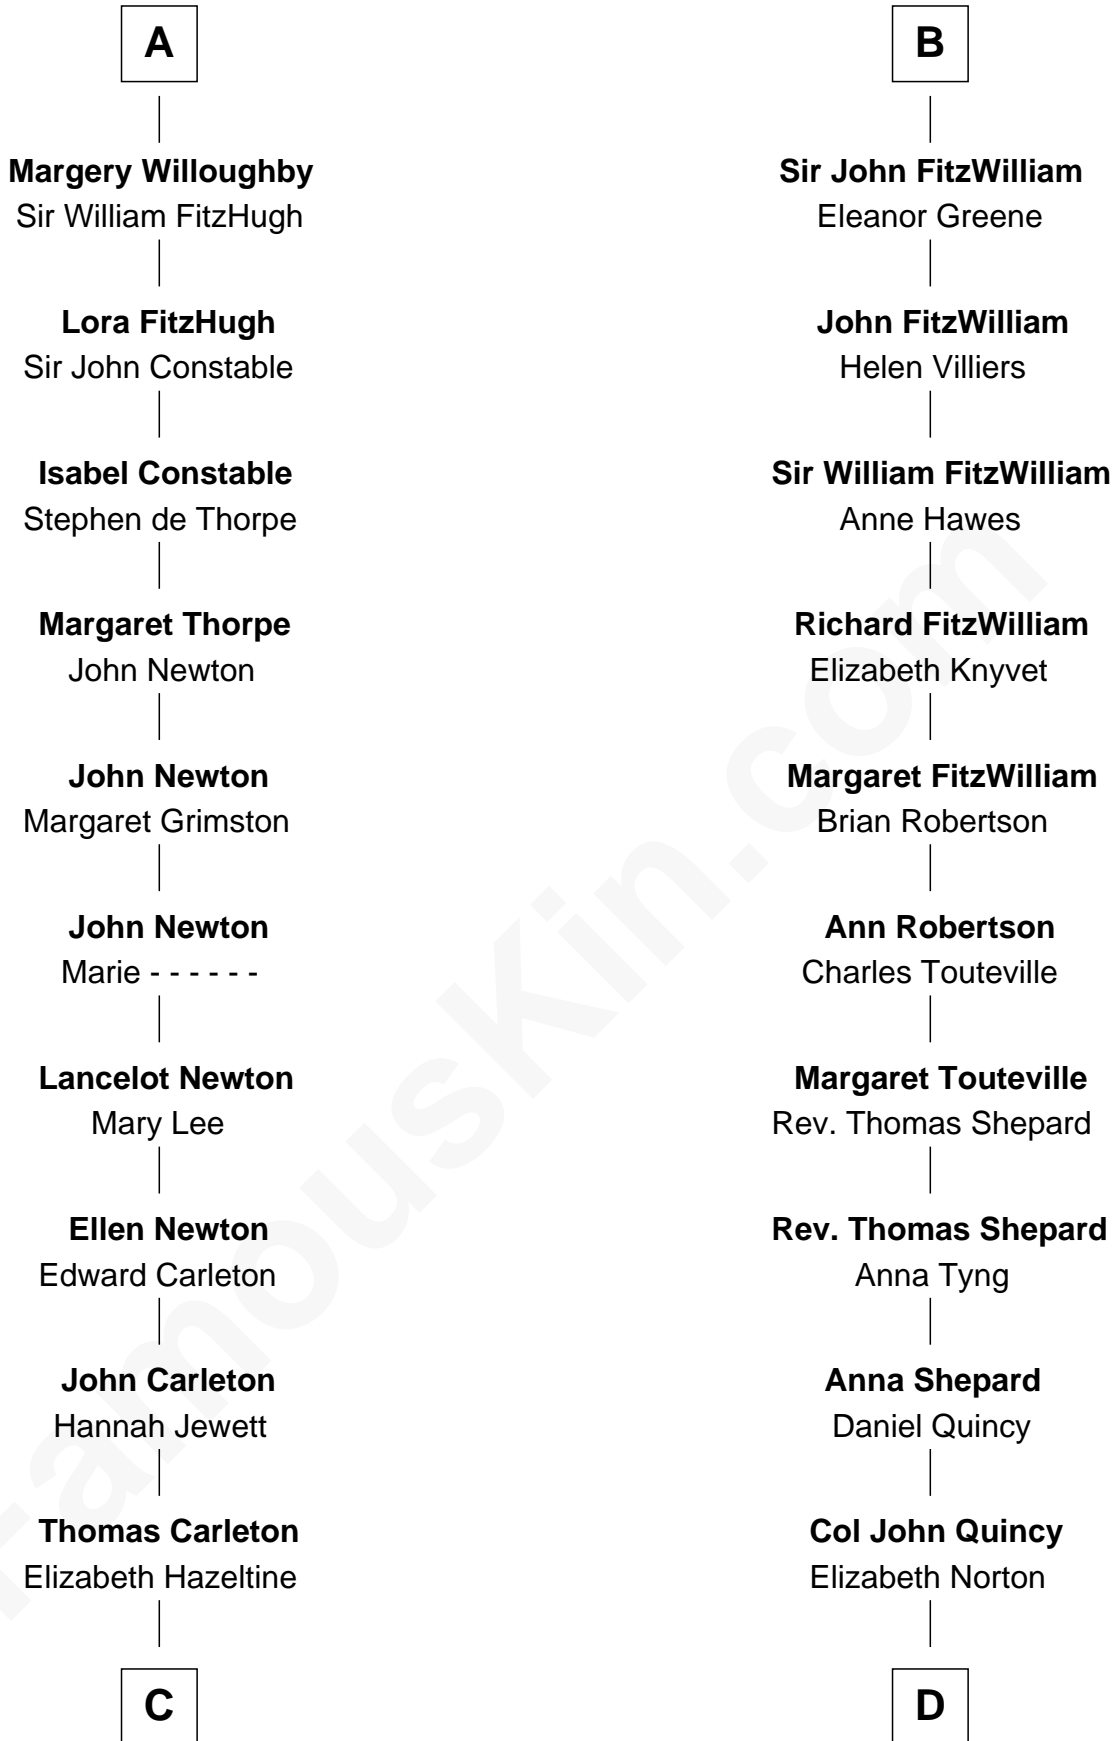 A
Margery Willoughby
Sir William FitzHugh
Lora FitzHugh
Sir John Constable
Isabel Constable
Stephen de Thorpe
Margaret Thorpe
John Newton
John Newton
Margaret Grimston
John Newton
Marie - - - - - -
Lancelot Newton
Mary Lee
Ellen Newton
Edward Carleton
John Carleton
Hannah Jewett
Thomas Carleton
Elizabeth Hazeltine
C
B
Sir John FitzWilliam
Eleanor Greene
John FitzWilliam
Helen Villiers
Sir William FitzWilliam
Anne Hawes
Richard FitzWilliam
Elizabeth Knyvet
Margaret FitzWilliam
Brian Robertson
Ann Robertson
Charles Touteville
Margaret Touteville
Rev. Thomas Shepard
Rev. Thomas Shepard
Anna Tyng
Anna Shepard
Daniel Quincy
Col John Quincy
Elizabeth Norton
D
FamousKin.com